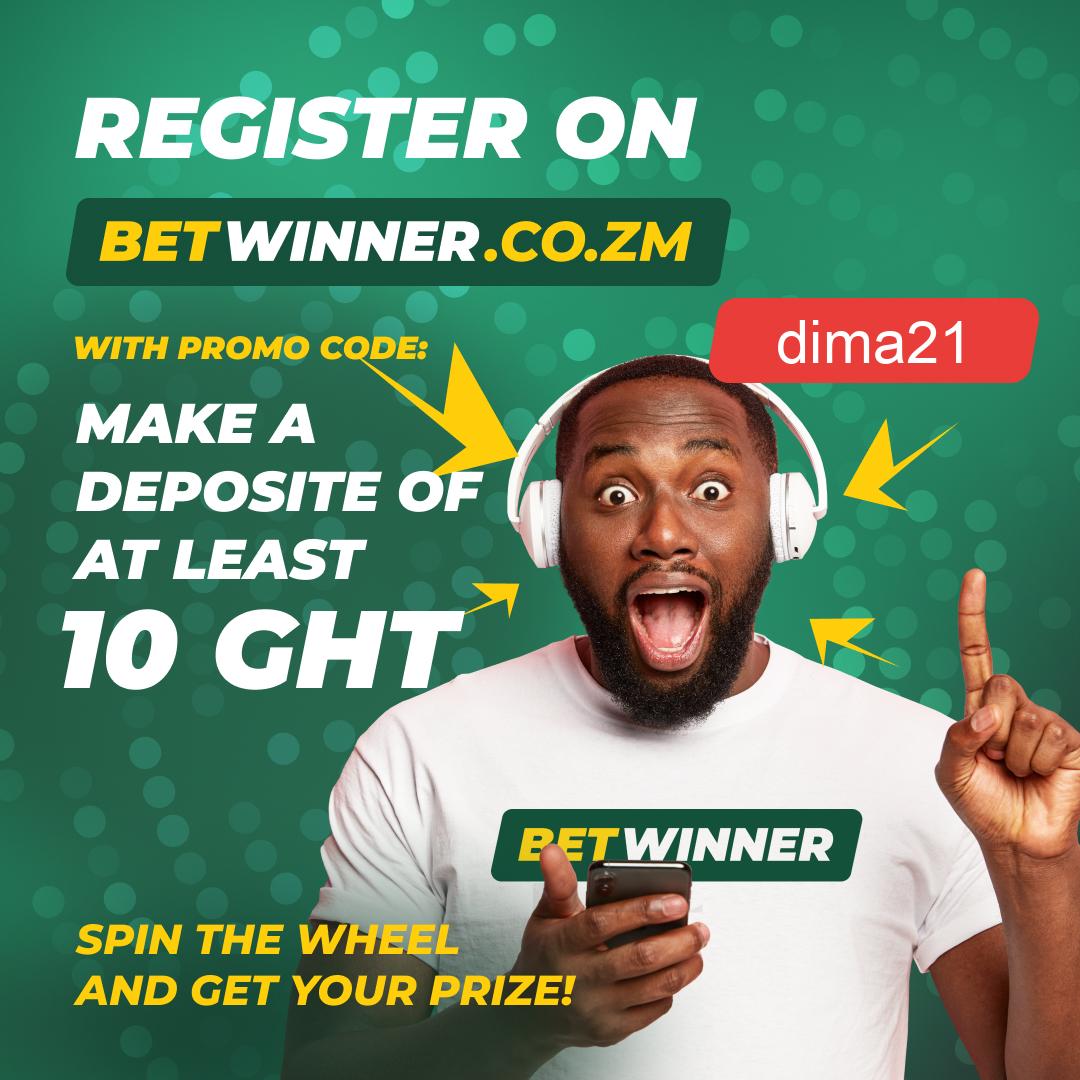 REGISTER ON
BETWINNER.CO.ZM
WITH PROMO CODE:
dima21
MAKE A
DEPOSITE OF
AT LEAST
10 GHT
BETWINNER
SPIN THE WHEEL
AND GET YOUR PRIZE!